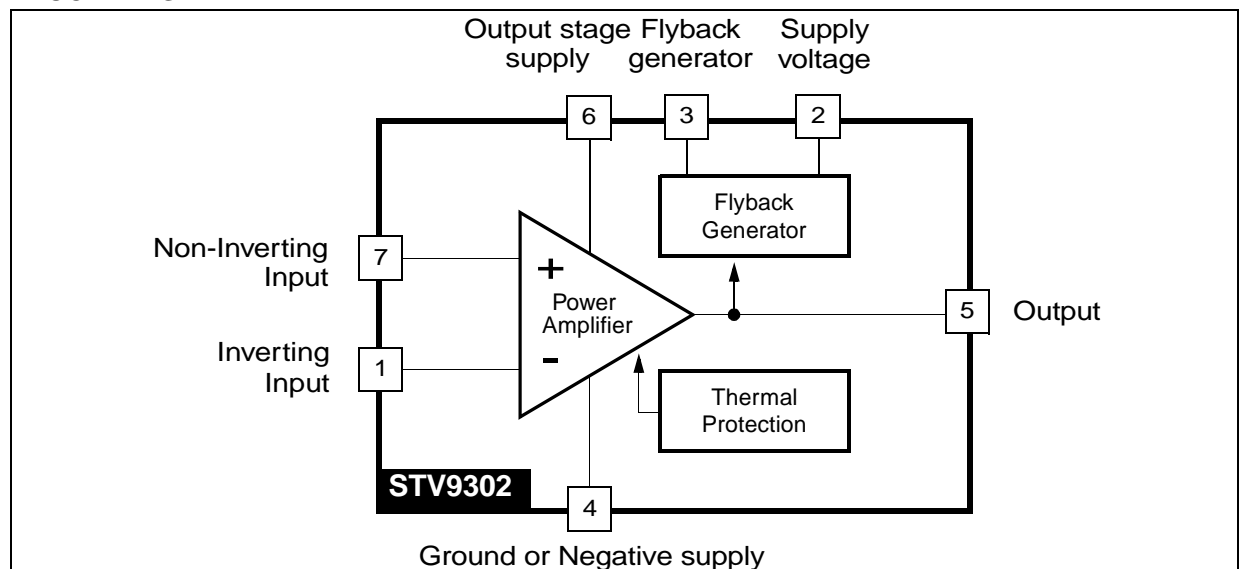 Output stage
supply
Flyback
generator
Supply
voltage
6
3
2
Flyback
Generator
Non-Inverting
Input
7
+
Power
Amplifier
-
5
Output
Inverting
Input
1
Thermal
Protection
STV9302
4
Ground or Negative supply